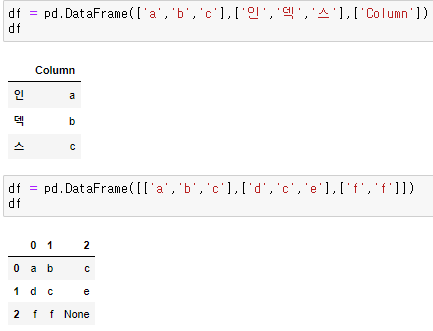 df = pd.DataFrame(['a','b','c'],['인','덱','스'],['Column'])
df
Column
인 a
덱 b
스 c
df = pd.DataFrame([['a','b','c'],['d','c','e'],['f','f']])
df
0 1 2
0 a b c
1 d c e
2 f f None